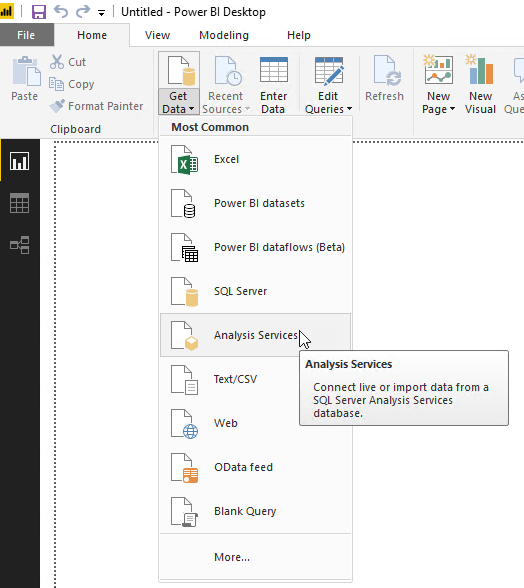 Untitled - Power BI Desktop
File Home View Modeling Help
Paste
Cut
Copy
Format Painter
Clipboard
Get Data
Recent Sources
Enter Data
Edit Queries
Refresh
New Page
New Visual
As
Que
Most Common
Excel
Power BI datasets
Power BI dataflows (Beta)
SQL Server
Analysis Services
Analysis Services
Connect live or import data from a
SQL Server Analysis Services
database.
Text/CSV
Web
OData feed
Blank Query
More...